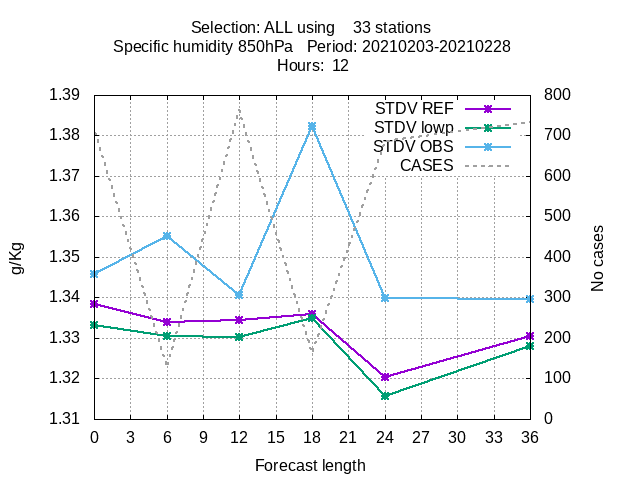 Selection: ALL using    33 stations
Specific humidity 850hPa   Period: 20210203-20210228
Hours:  12
1.39
1.38
1.37
1.36
1.35
1.34
1.33
1.32
1.31
g/Kg
STDV REF
STDV lowp
STDV OBS
CASES
800
700
600
500
400
300
200
100
0
No cases
0 3 6 9 12 15 18 21 24 27 30 33 36
Forecast length